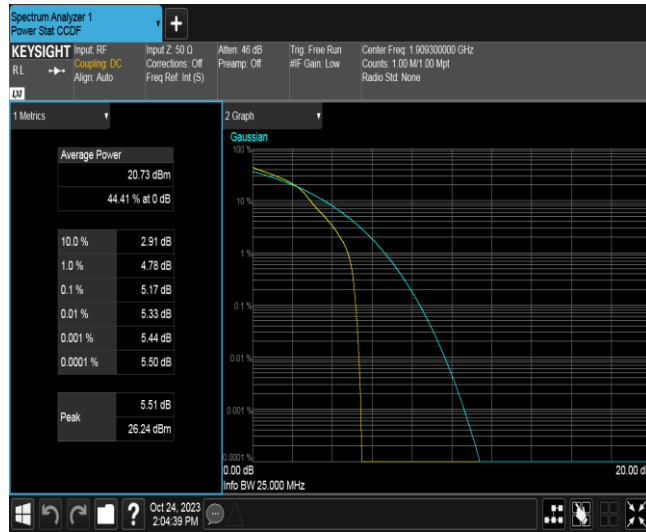 Spectrum Analyzer 1
Power Stat CCDF
+
KEYSIGHT
RL
LXI
Input: RF
Coupling: DC
Align: Auto
Input Z: 50 Ω
Corrections: Off
Freq Ref: Int (S)
Atten: 46 dB
Preamp: Off
Trig: Free Run
#IF Gain: Low
Center Freq: 1.909300000 GHz
Counts: 1.00 M/1.00 Mpt
Radio Std: None
1 Metrics
Average Power
20.73 dBm
44.41 % at 0 dB
10.0 % 2.91 dB
1.0 % 4.78 dB
0.1 % 5.17 dB
0.01 % 5.33 dB
0.001 % 5.44 dB
0.0001 % 5.50 dB
Peak
5.51 dB
26.24 dBm
2 Graph
Gaussian
100 %
10 %
1 %
0.1 %
0.01 %
0.001 %
0.0001 %
0.00 dB 20.00 d
Info BW 25.000 MHz
?
Oct 24, 2023
2:04:39 PM